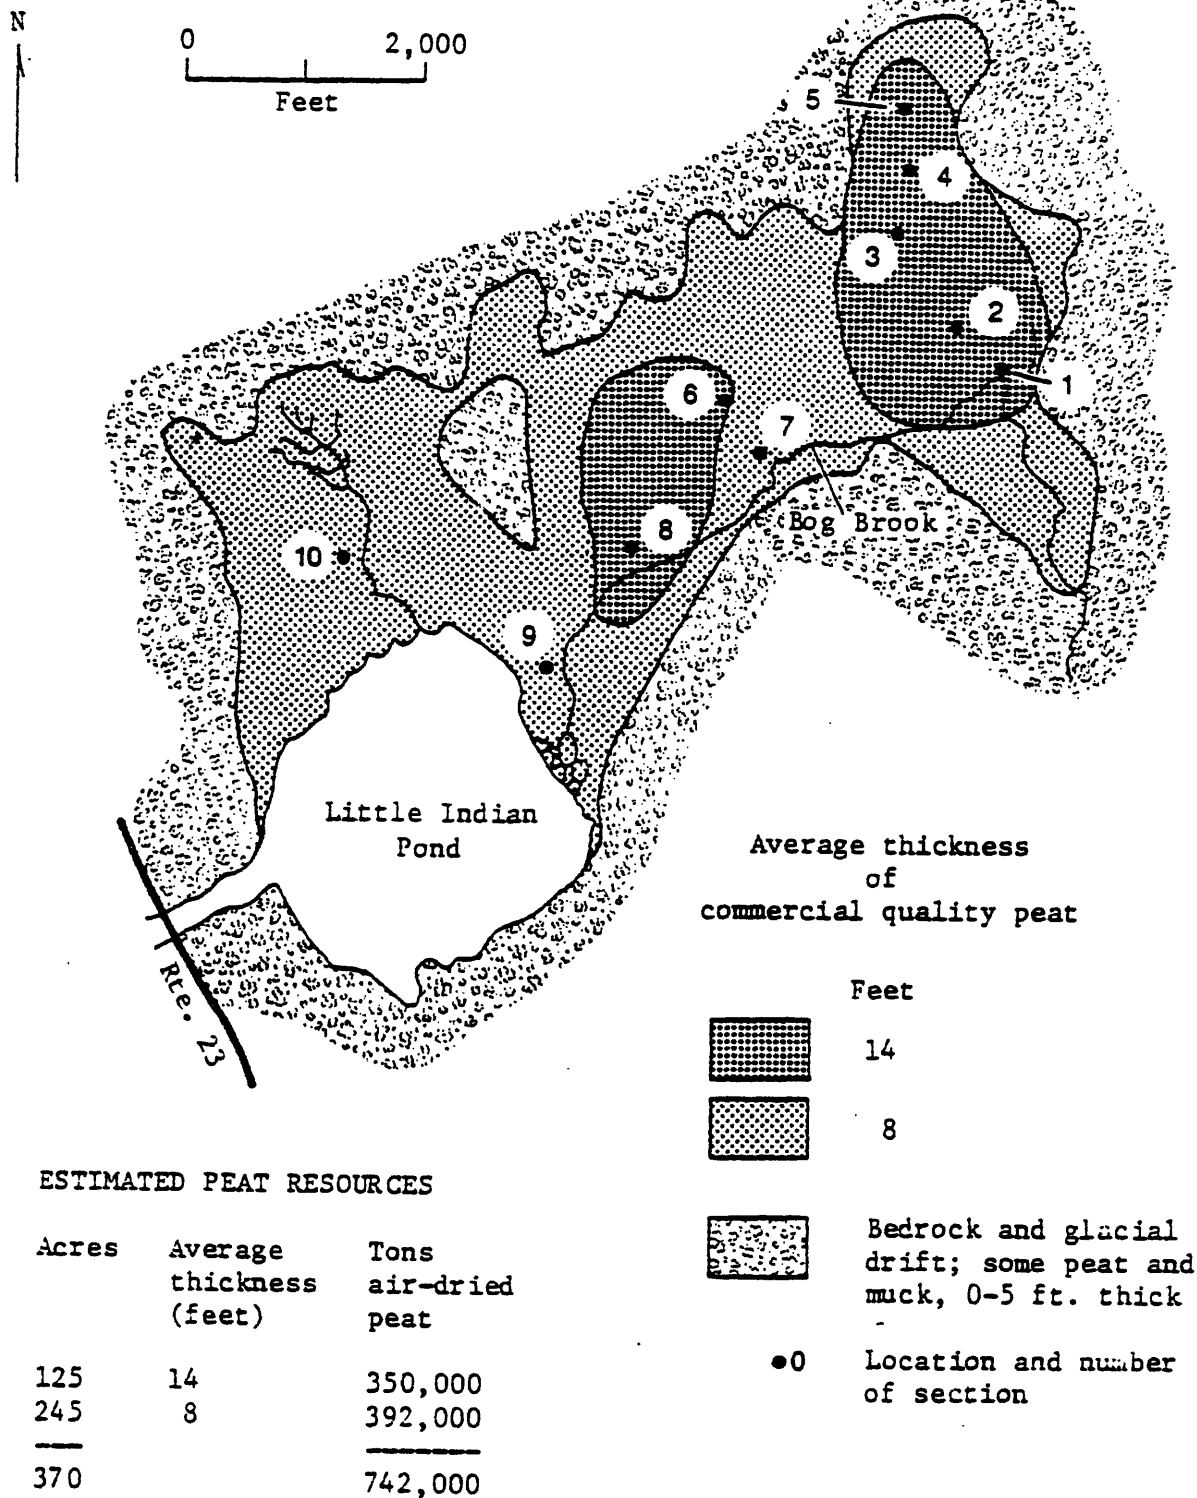 N
0 2,000
Feet
5
4
3
2
1
6
7
8
Bog Brook
10
9
Little Indian
Pond
Rte. 23
Average thickness
of
commercial quality peat
Feet
14
8
Bedrock and glacial
drift; some peat and
muck, 0-5 ft. thick
●0 Location and number
of section
ESTIMATED PEAT RESOURCES
Acres Average Tons
thickness air-dried
(feet) peat
125 14 350,000
245 8 392,000
370 742,000